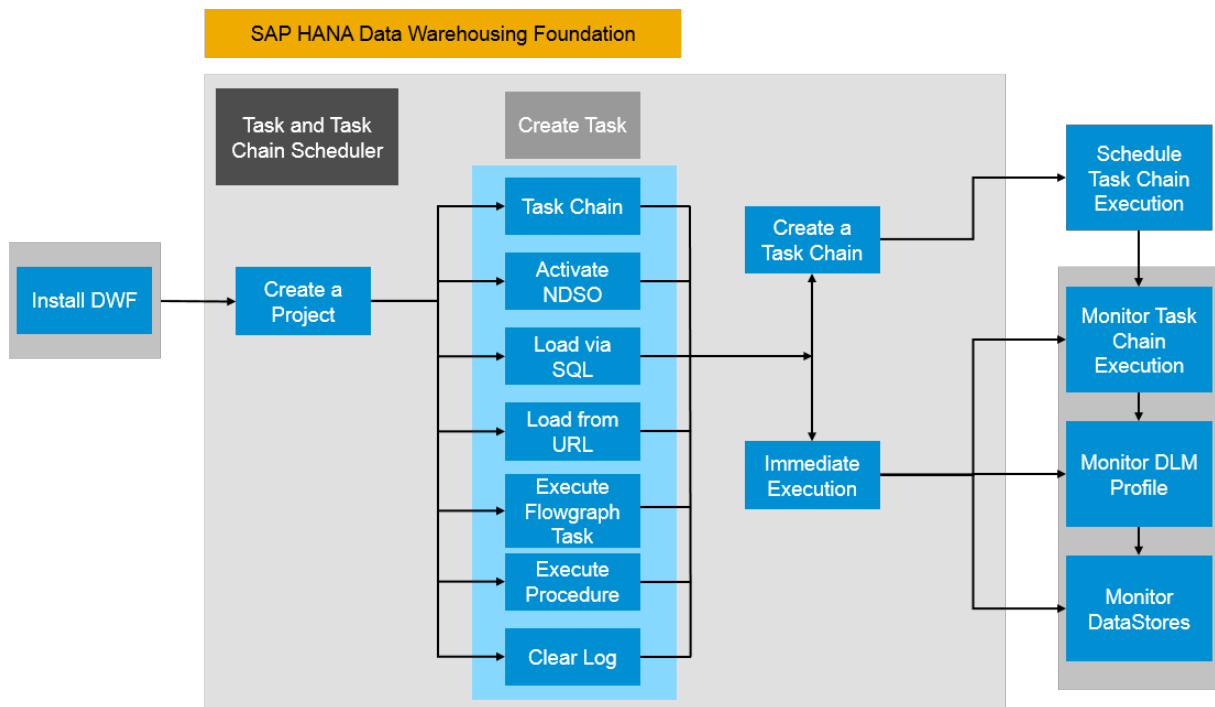 SAP HANA Data Warehousing Foundation
Task and Task
Chain Scheduler
Create Task
Install DWF
Create a
Project
Task Chain
Activate
NDSO
Load via
SQL
Load from
URL
Execute
Flowgraph
Task
Execute
Procedure
Clear Log
Create a
Task Chain
Immediate
Execution
Schedule
Task Chain
Execution
Monitor Task
Chain
Execution
Monitor DLM
Profile
Monitor
DataStores